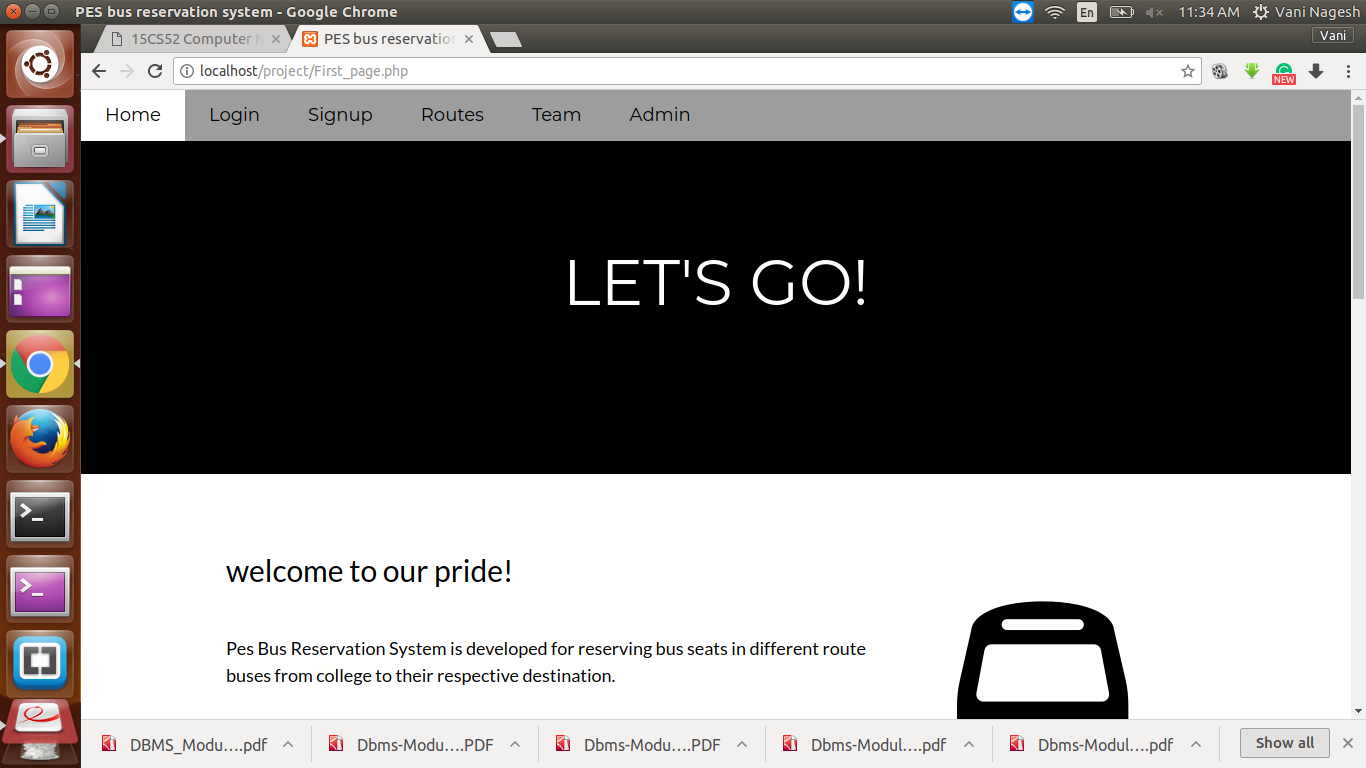 PES bus reservation system - Google Chrome
En
11:34 AM
Vani Nagesh
15CS52 Computer N
PES bus reservation
Vani
localhost/project/First_page.php
NEW
Home
Login
Signup
Routes
Team
Admin
LET'S GO!
welcome to our pride!
Pes Bus Reservation System is developed for reserving bus seats in different route
buses from college to their respective destination.
DBMS_Modu....pdf
Dbms-Modu....PDF
Dbms-Modu....PDF
Dbms-Modul....pdf
Dbms-Modul....pdf
Show all